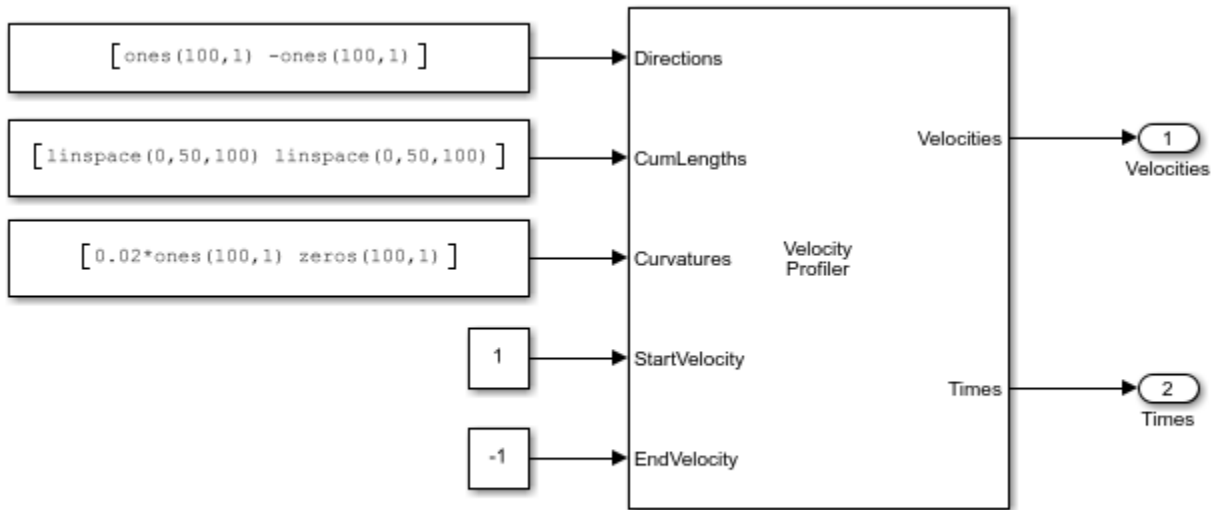 [ones(100,1) -ones(100,1)]
Directions
[linspace(0,50,100) linspace(0,50,100)]
CumLengths
[0.02*ones(100,1) zeros(100,1)]
Curvatures
1
StartVelocity
-1
EndVelocity
Velocity
Profiler
Velocities
1
Velocities
Times
2
Times